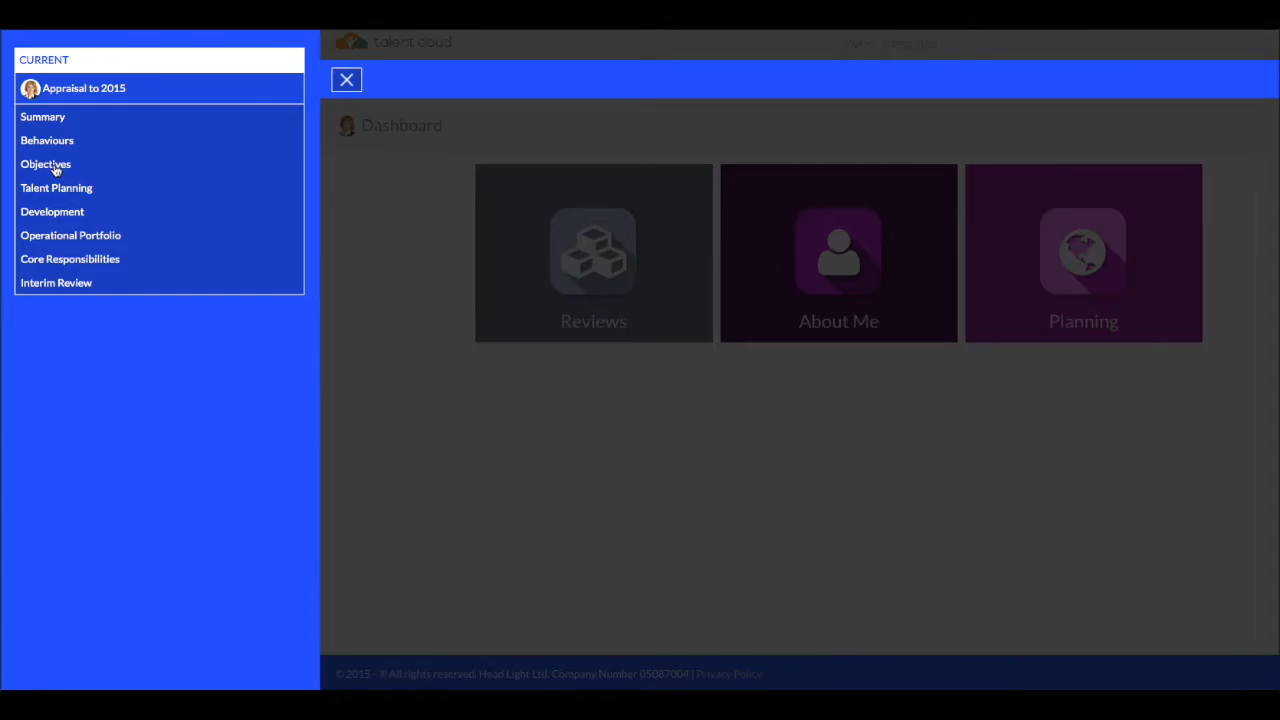 CURRENT
Appraisal to 2015
Summary
Behaviours
Objectives
Talent Planning
Development
Operational Portfolio
Core Responsibilities
Interim Review
talent cloud
Dashboard
Reviews
About Me
Planning
© 2015 - ® All rights reserved. Head Light Ltd. Company Number 05087004 | Privacy Policy